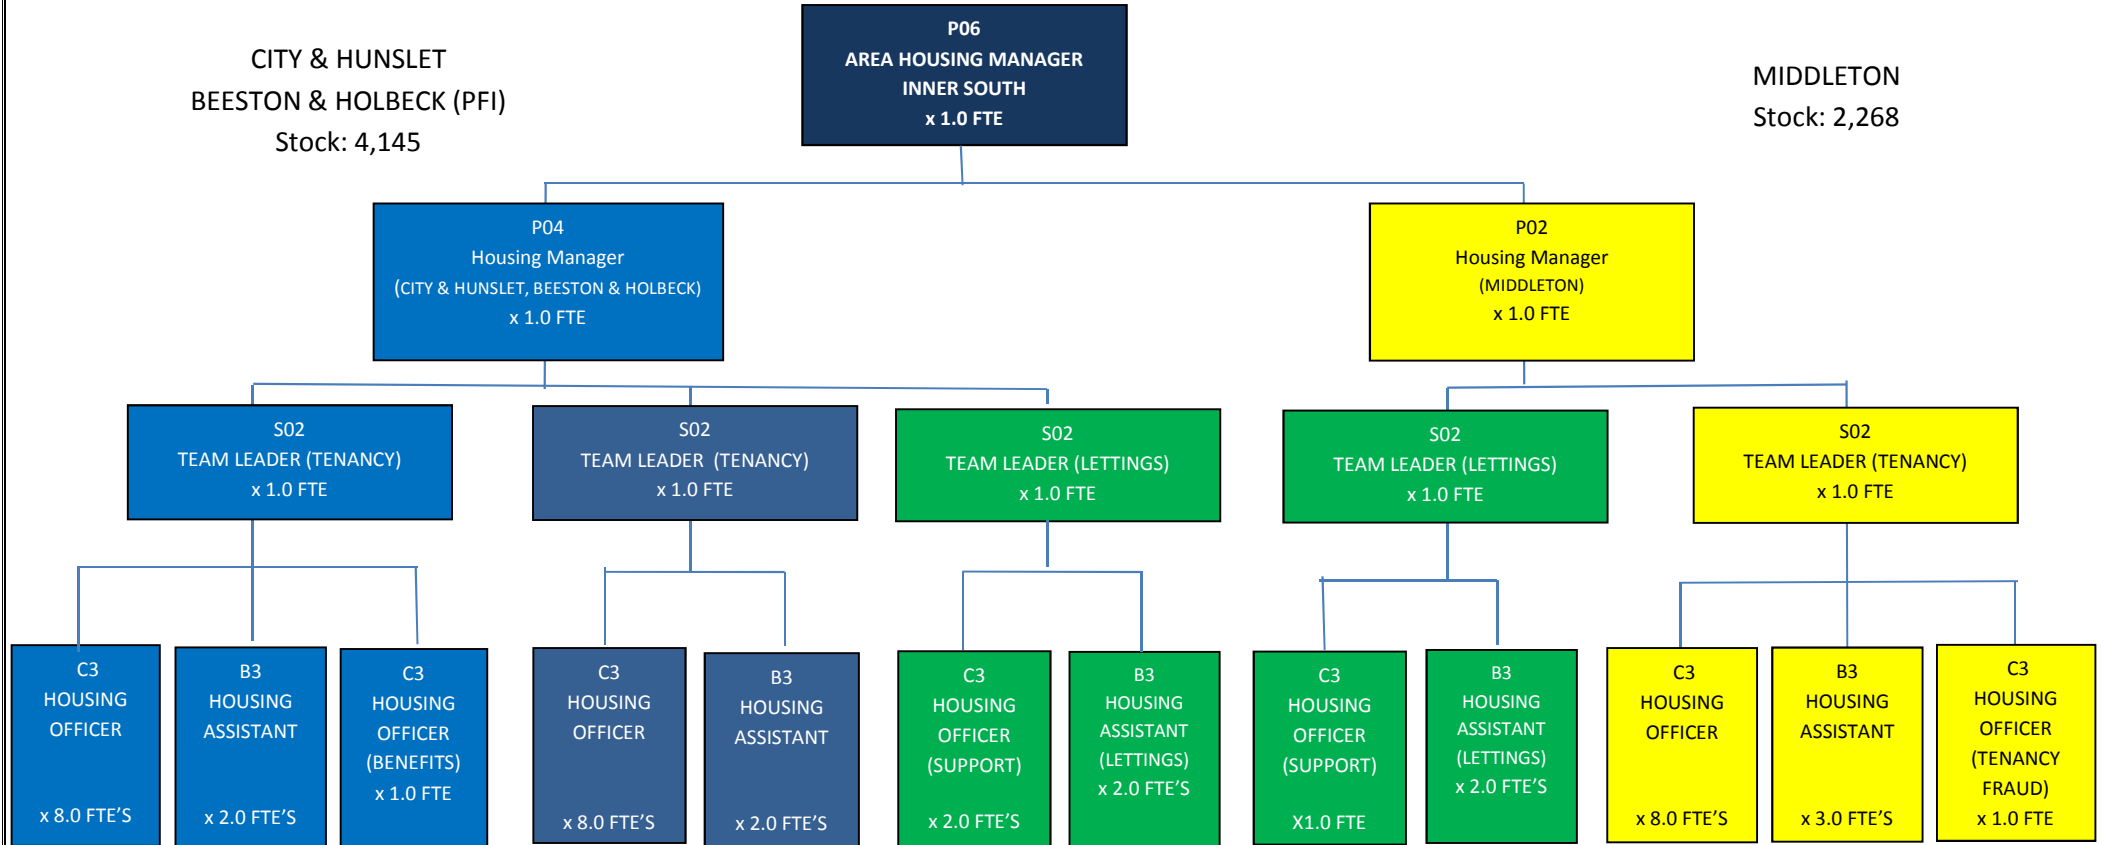 CITY & HUNSLET
BEESTON & HOLBECK (PFI)
Stock: 4,145
P06
AREA HOUSING MANAGER
INNER SOUTH
x 1.0 FTE
MIDDLETON
Stock: 2,268
P04
Housing Manager
(CITY & HUNSLET, BEESTON & HOLBECK)
x 1.0 FTE
P02
Housing Manager
(MIDDLETON)
x 1.0 FTE
S02
TEAM LEADER (TENANCY)
x 1.0 FTE
S02
TEAM LEADER (TENANCY)
x 1.0 FTE
S02
TEAM LEADER (LETTINGS)
x 1.0 FTE
S02
TEAM LEADER (LETTINGS)
x 1.0 FTE
S02
TEAM LEADER (TENANCY)
x 1.0 FTE
C3
HOUSING
OFFICER
x 8.0 FTE’S
B3
HOUSING
ASSISTANT
x 2.0 FTE’S
C3
HOUSING
OFFICER
(BENEFITS)
x 1.0 FTE
C3
HOUSING
OFFICER
x 8.0 FTE’S
B3
HOUSING
ASSISTANT
x 2.0 FTE’S
C3
HOUSING
OFFICER
(SUPPORT)
x 2.0 FTE’S
B3
HOUSING
ASSISTANT
(LETTINGS)
x 2.0 FTE’S
C3
HOUSING
OFFICER
(SUPPORT)
X1.0 FTE
B3
HOUSING
ASSISTANT
(LETTINGS)
x 2.0 FTE’S
C3
HOUSING
OFFICER
x 8.0 FTE’S
B3
HOUSING
ASSISTANT
x 3.0 FTE’S
C3
HOUSING
OFFICER
(TENANCY
FRAUD)
x 1.0 FTE